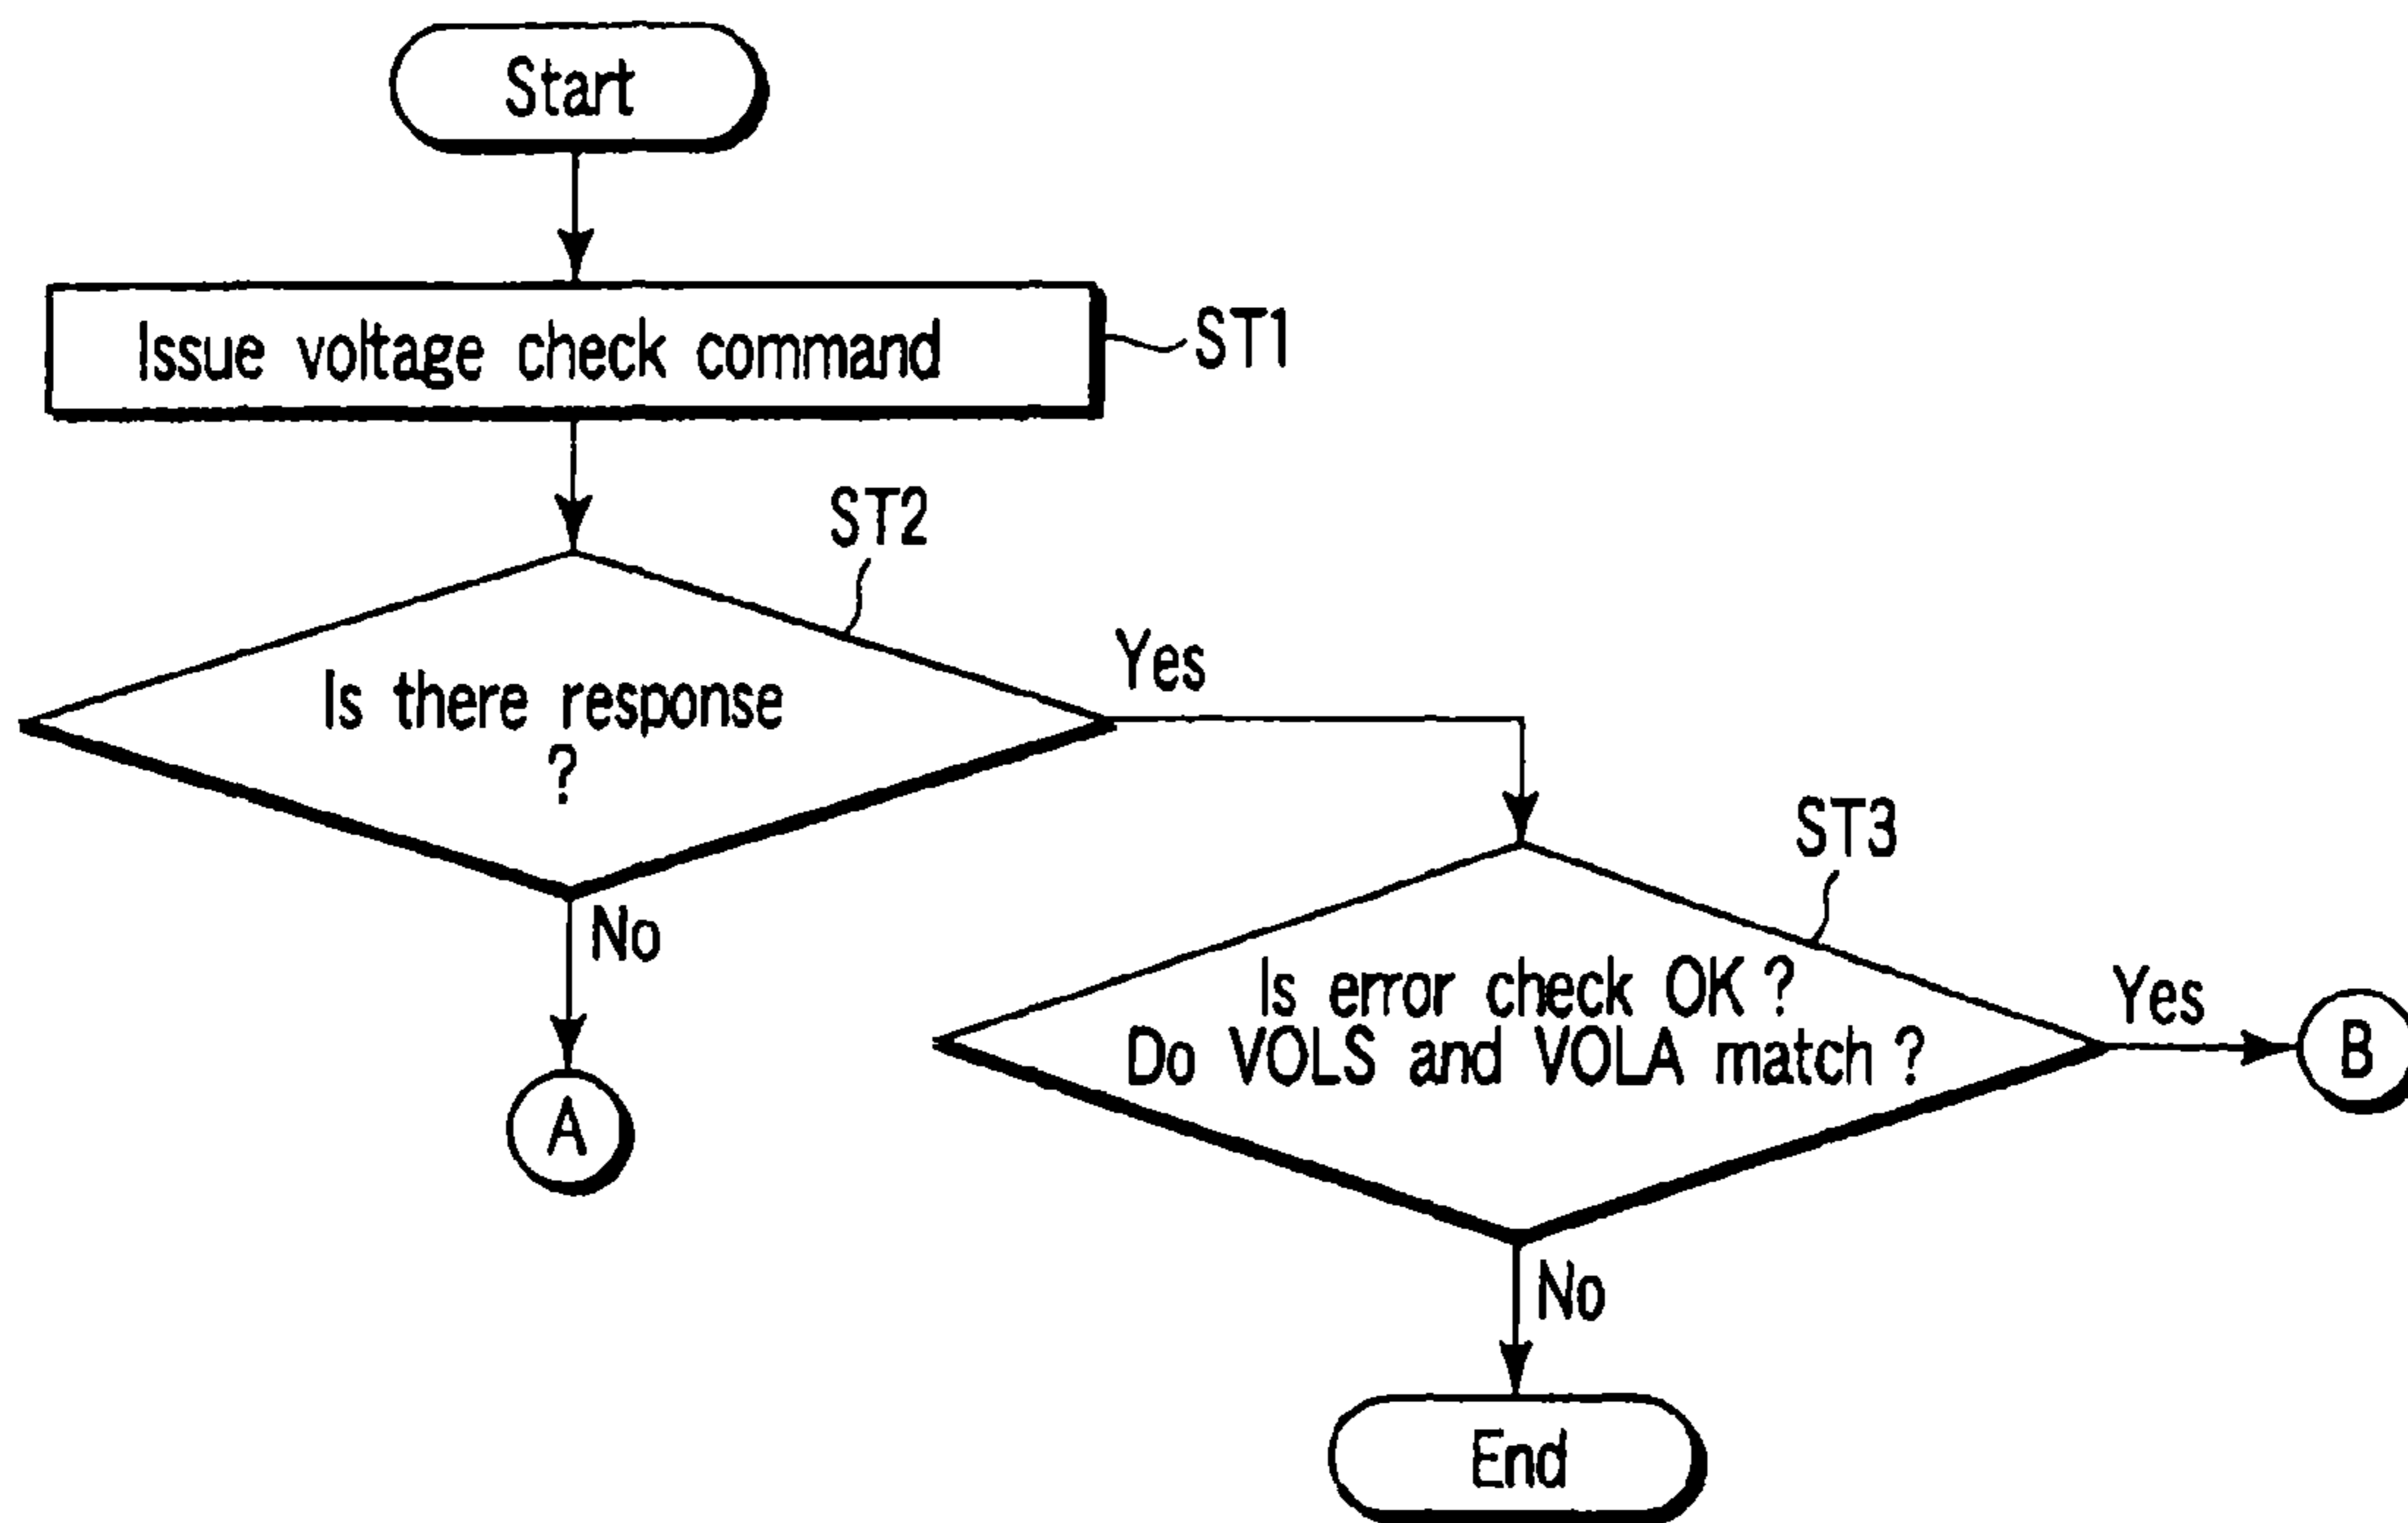 Start
Issue voltage check command
ST1
ST2
Is there response
?
Yes
No
A
ST3
Is error check OK ?
Do VOLS and VOLA match ?
Yes
B
No
End